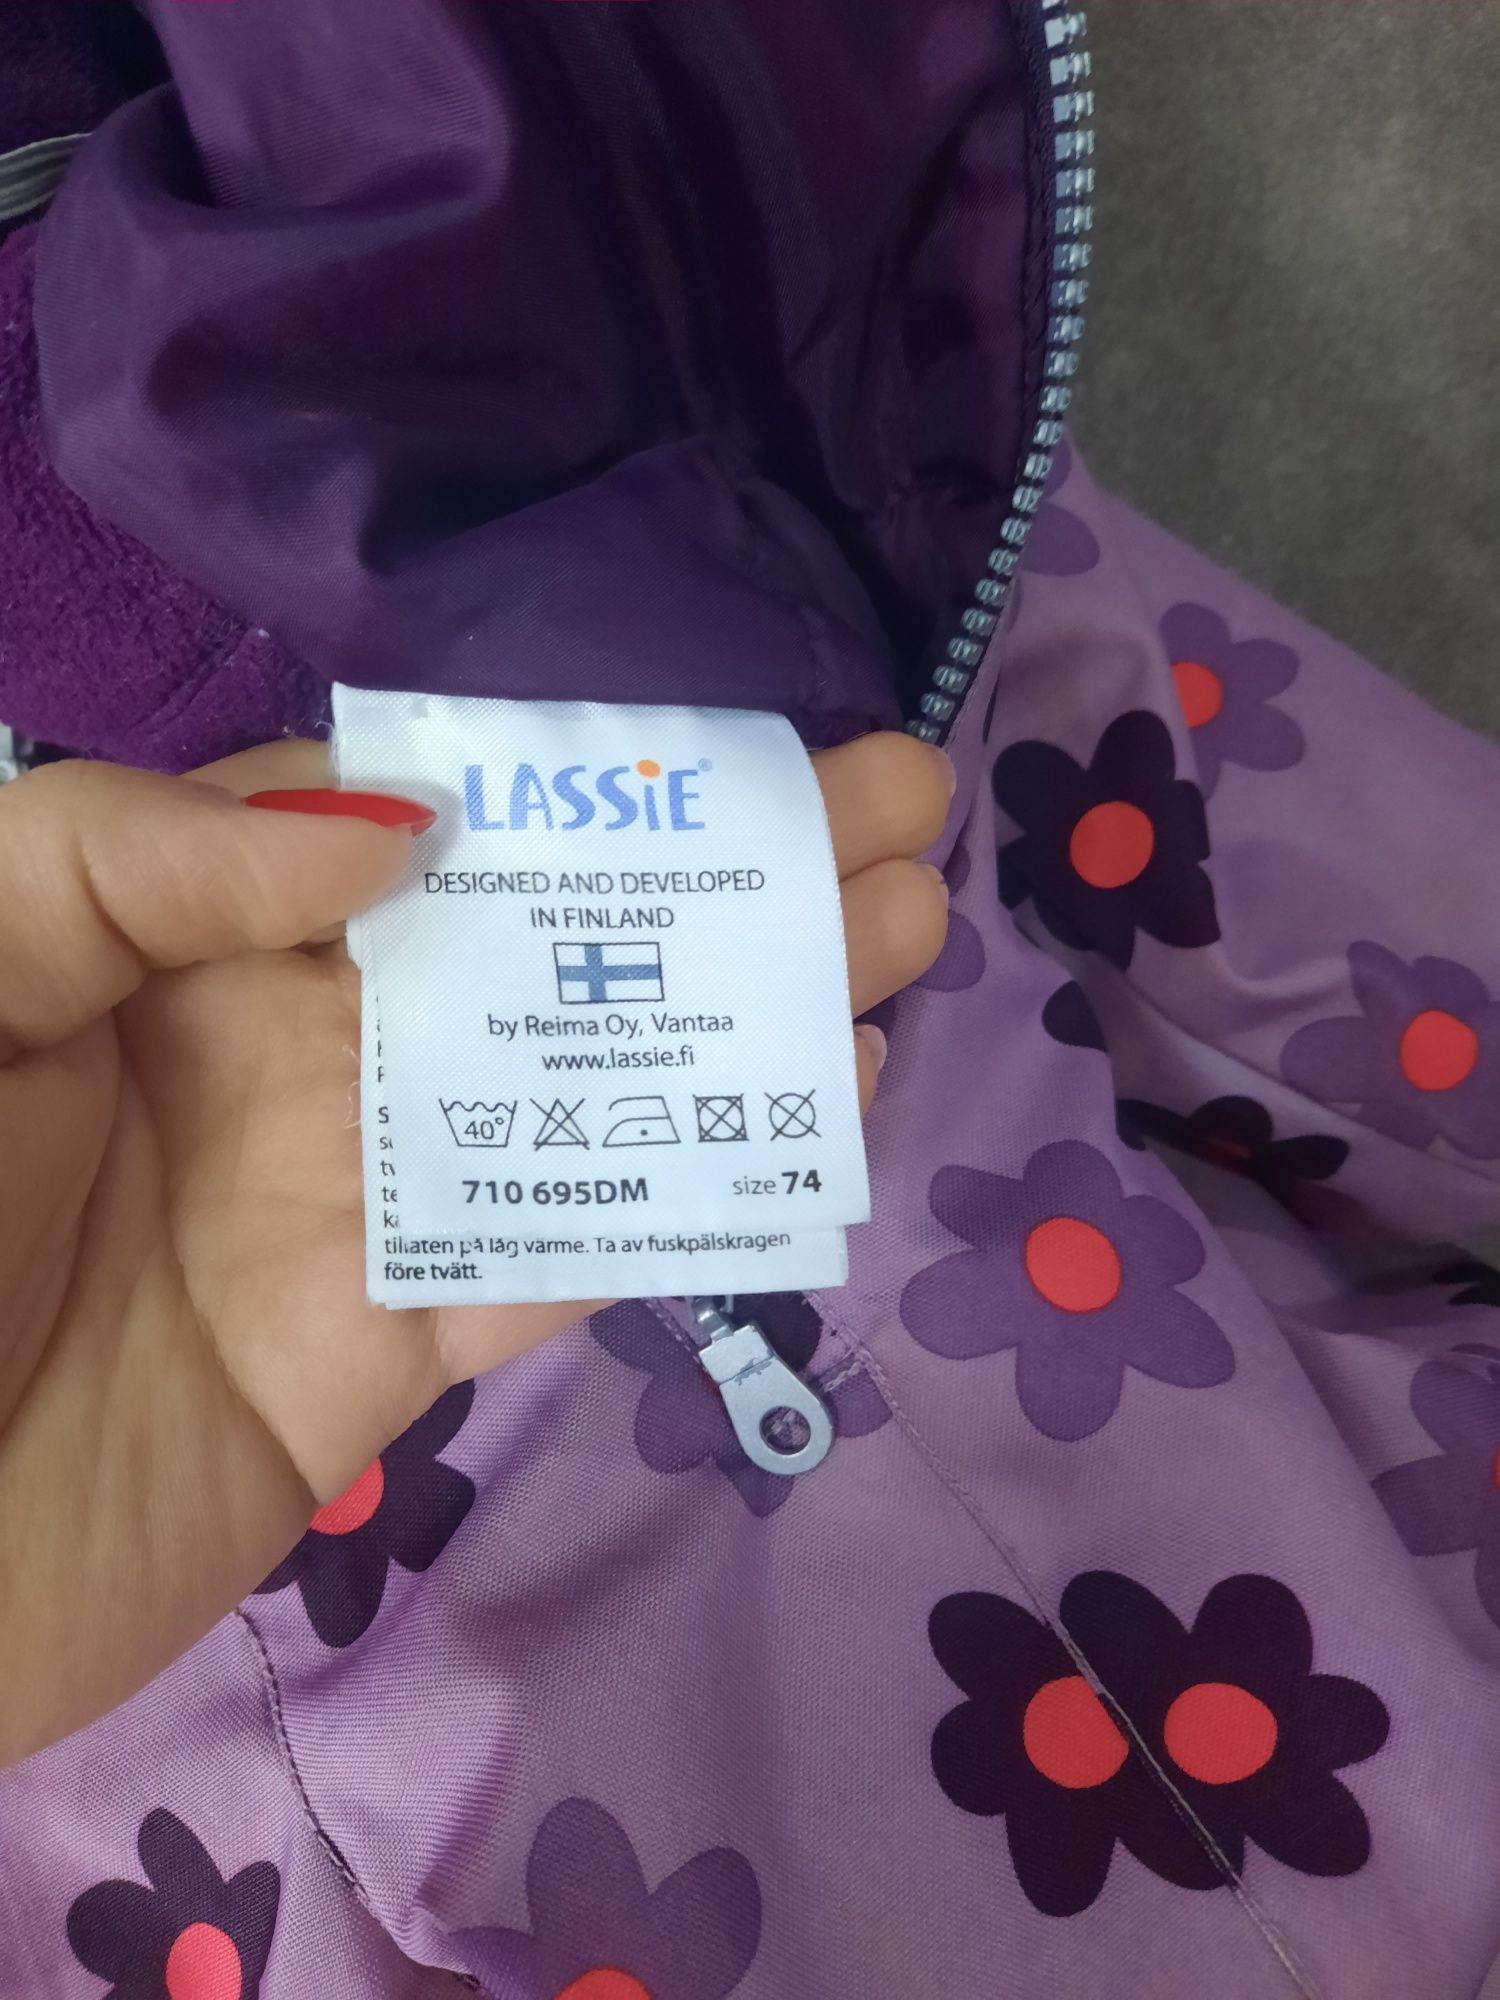 LASSiE®
DESIGNED AND DEVELOPED
IN FINLAND
by Reima Oy, Vantaa
www.lassie.fi
40°
710 695DM size 74
tillåten på låg värme. Ta av fuskpälskragen
före tvätt.